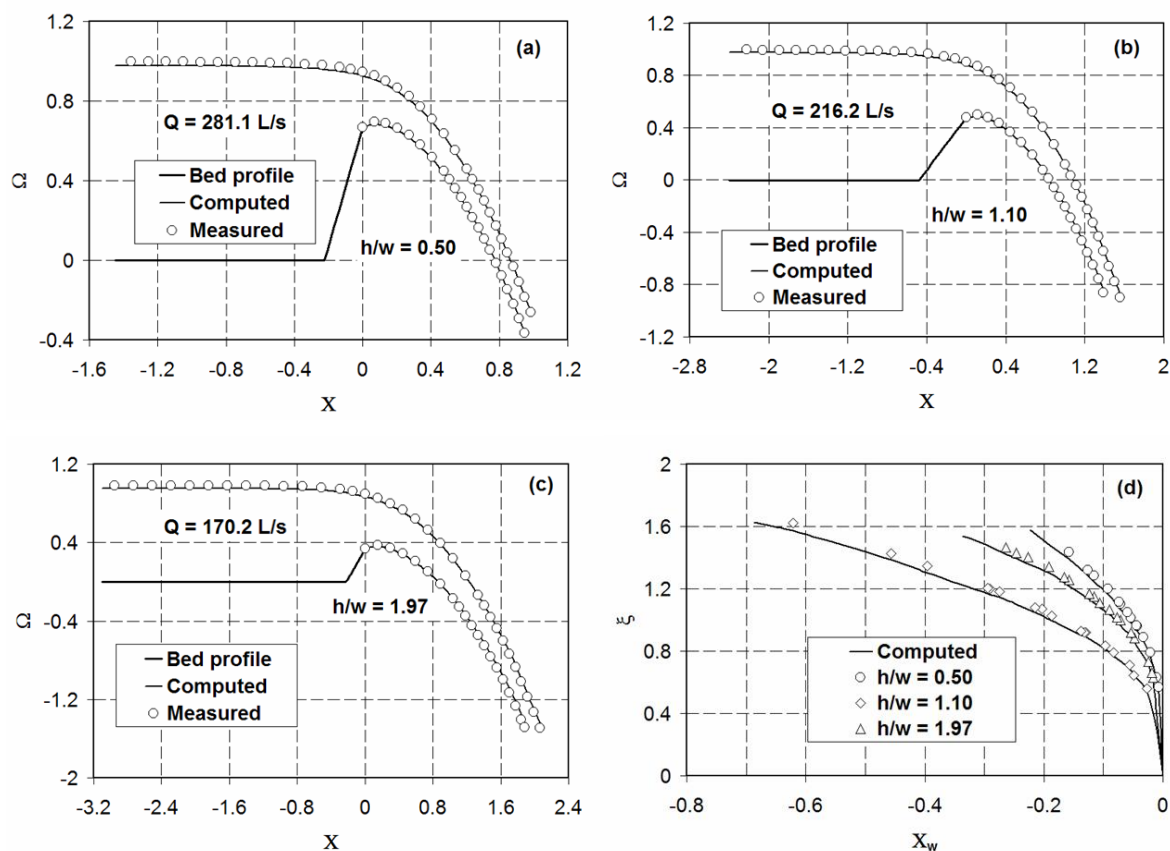 (a)
1.2
0.8
0.4
0
-0.4
Ω
Q = 281.1 L/s
Bed profile
Computed
Measured
h/w = 0.50
-1.6 -1.2 -0.8 -0.4 0 0.4 0.8 1.2
X
(b)
1.2
0.8
0.4
0
-0.4
-0.8
-1.2
Ω
Q = 216.2 L/s
h/w = 1.10
Bed profile
Computed
Measured
-2.8 -2 -1.2 -0.4 0.4 1.2 2
X
(c)
1.2
0.4
-0.4
-1.2
-2
Ω
Q = 170.2 L/s
h/w = 1.97
Bed profile
Computed
Measured
-3.2 -2.4 -1.6 -0.8 0 0.8 1.6 2.4
X
(d)
2
1.6
1.2
0.8
0.4
0
ξ
Computed
h/w = 0.50
h/w = 1.10
h/w = 1.97
-0.8 -0.6 -0.4 -0.2 0
Xw